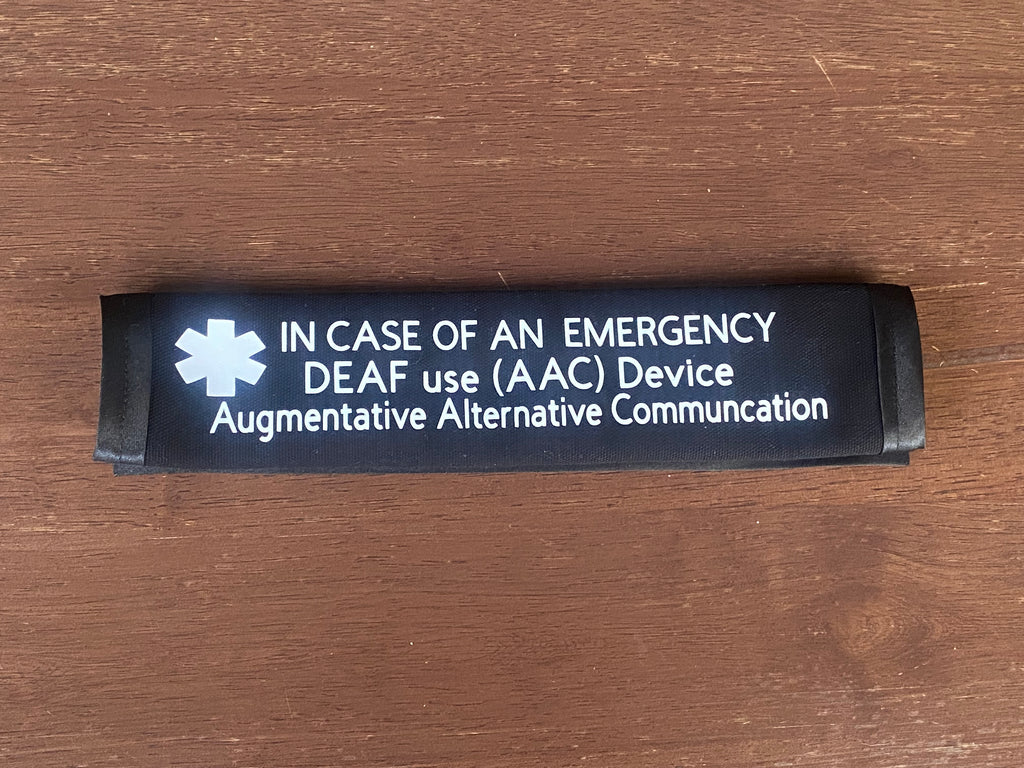 IN CASE OF AN EMERGENCY
DEAF use (AAC) Device
Augmentative Alternative Communcation